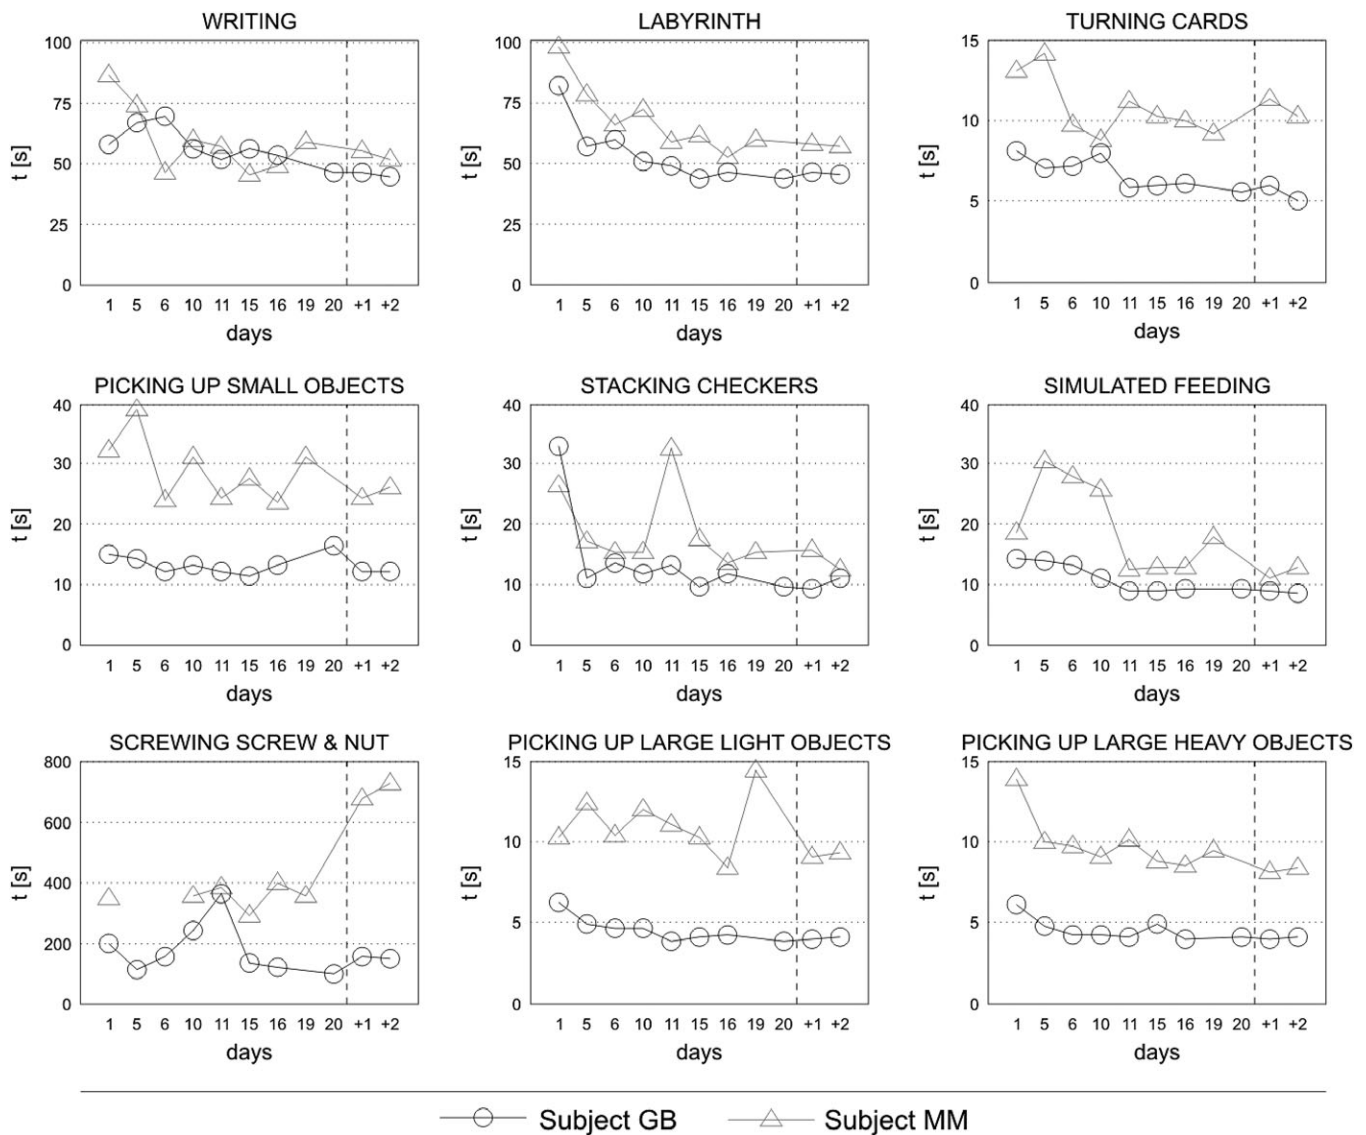 WRITING
LABYRINTH
TURNING CARDS
100
75
50
25
0
t [s]
1 5 6 10 11 15 16 19 20 +1 +2
days
100
75
50
25
0
t [s]
1 5 6 10 11 15 16 19 20 +1 +2
days
15
10
5
0
t [s]
1 5 6 10 11 15 16 19 20 +1 +2
days
PICKING UP SMALL OBJECTS
STACKING CHECKERS
SIMULATED FEEDING
40
30
20
10
0
t [s]
1 5 6 10 11 15 16 19 20 +1 +2
days
40
30
20
10
0
t [s]
1 5 6 10 11 15 16 19 20 +1 +2
days
40
30
20
10
0
t [s]
1 5 6 10 11 15 16 19 20 +1 +2
days
SCREWING SCREW & NUT
PICKING UP LARGE LIGHT OBJECTS
PICKING UP LARGE HEAVY OBJECTS
800
600
400
200
0
t [s]
1 5 6 10 11 15 16 19 20 +1 +2
days
15
10
5
0
t [s]
1 5 6 10 11 15 16 19 20 +1 +2
days
15
10
5
0
t [s]
1 5 6 10 11 15 16 19 20 +1 +2
days
Subject GB
Subject MM